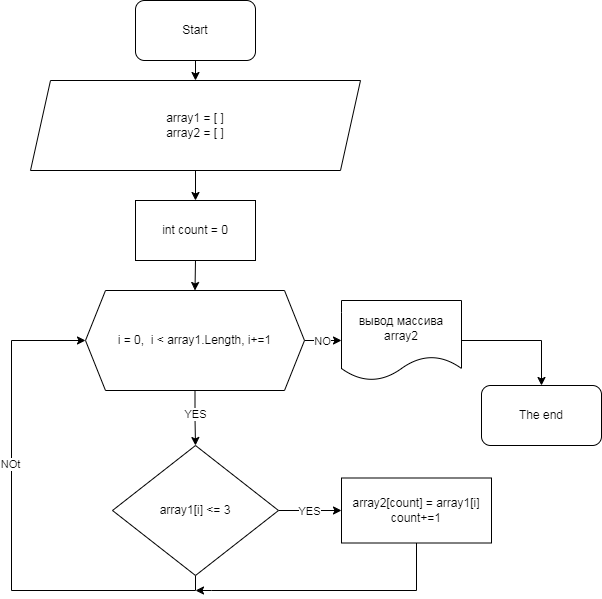 Start
array1 = [ ]
array2 = [ ]
int count = 0
i = 0,  i < array1.Length, i+=1
NO
вывод массива
array2
The end
YES
NOt
array1[i] <= 3
YES
array2[count] = array1[i]
count+=1